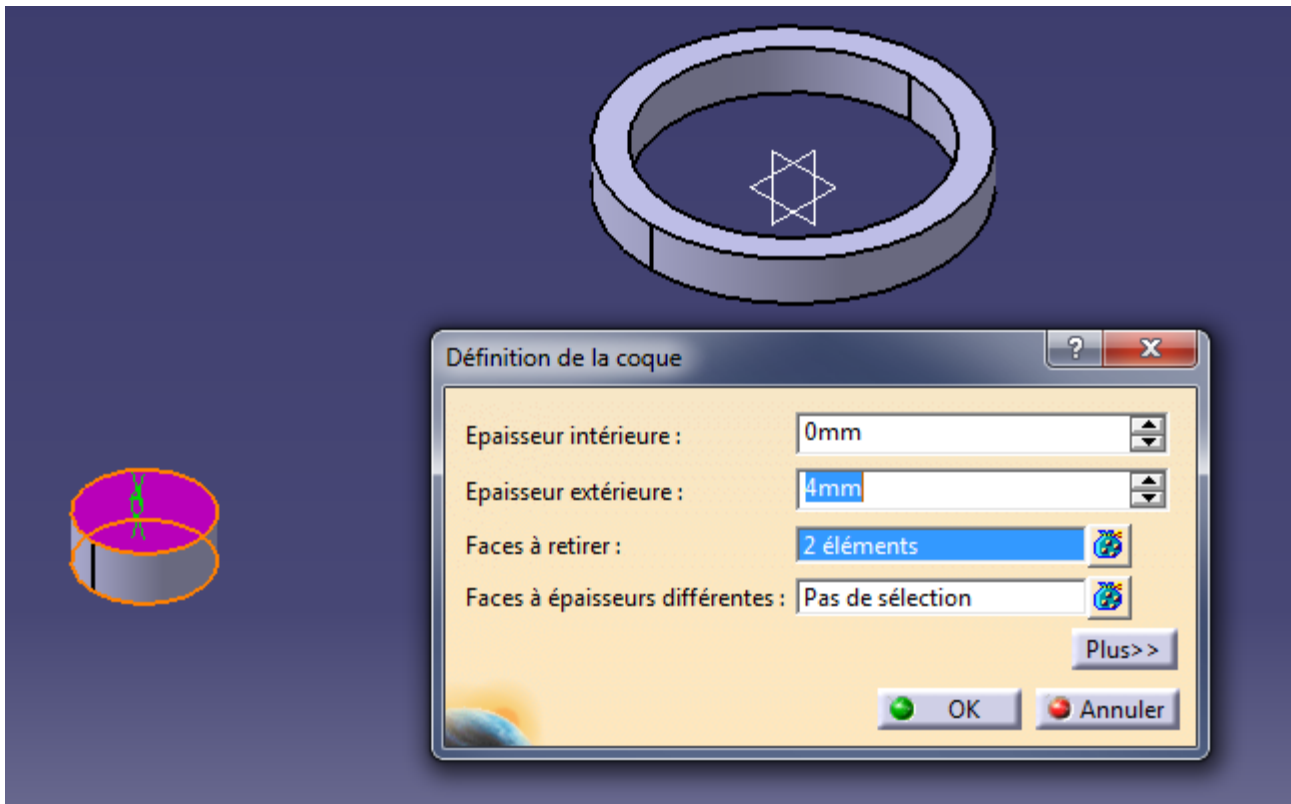 Définition de la coque
?
X
Epaisseur intérieure :
0mm
Epaisseur extérieure :
4mm
Faces à retirer :
2 éléments
Faces à épaisseurs différentes :
Pas de sélection
Plus>>
OK
Annuler